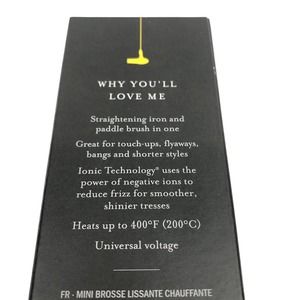 WHY YOU'LL
LOVE ME
Straightening iron and
paddle brush in one
Great for touch-ups, flyaways,
bangs and shorter styles
Ionic Technology® uses the
power of negative ions to
reduce frizz for smoother,
shinier tresses
Heats up to 400°F (200°C)
Universal voltage
FR - MINI BROSSE LISSANTE CHAUFFANTE